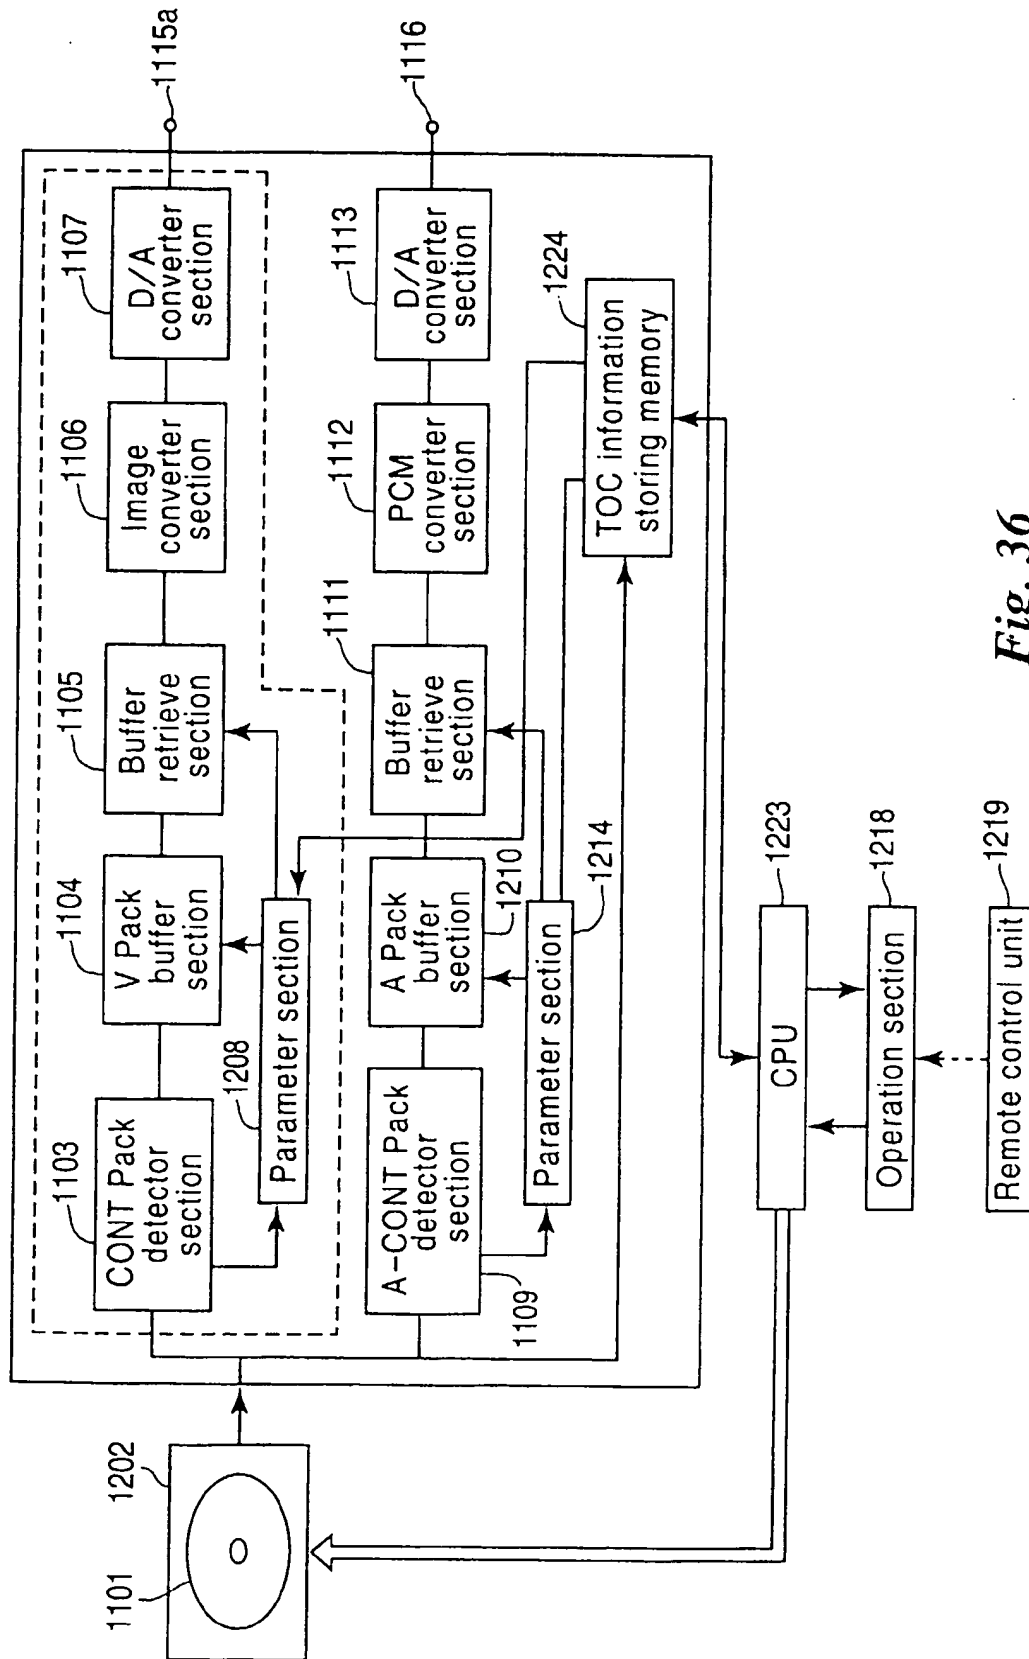 1101
1202
1103
CONT Pack
detector
section
1104
V Pack
buffer
section
1105
Buffer
retrieve
section
1106
Image
converter
section
1107
D/A
converter
section
1115a
1208
Parameter section
A-CONT Pack
detector
section
1109
A Pack
buffer
section
1210
1111
Buffer
retrieve
section
1112
PCM
converter
section
1113
D/A
converter
section
1116
Parameter section
1214
1224
TOC information
storing memory
CPU
1223
Operation section
1218
Remote control unit
1219
Fig. 36